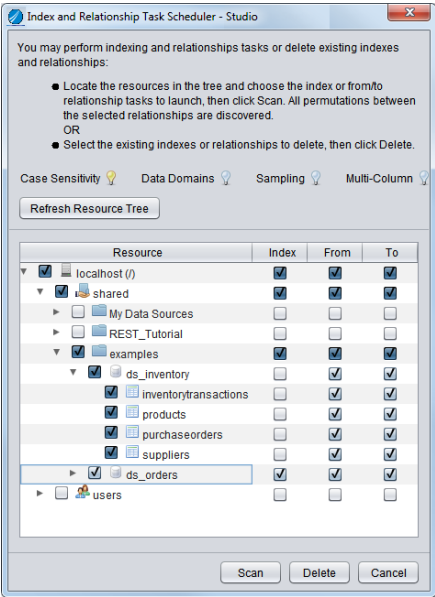 Index and Relationship Task Scheduler - Studio
You may perform indexing and relationships tasks or delete existing indexes
and relationships:
● Locate the resources in the tree and choose the index or from/to
relationship tasks to launch, then click Scan. All permutations between
the selected relationships are discovered.
OR
● Select the existing indexes or relationships to delete, then click Delete.
Case Sensitivity Data Domains Sampling Multi-Column
Refresh Resource Tree
Resource Index From To
localhost (/)
shared
My Data Sources
REST_Tutorial
examples
ds_inventory
inventorytransactions
products
purchaseorders
suppliers
ds_orders
users
Scan Delete Cancel